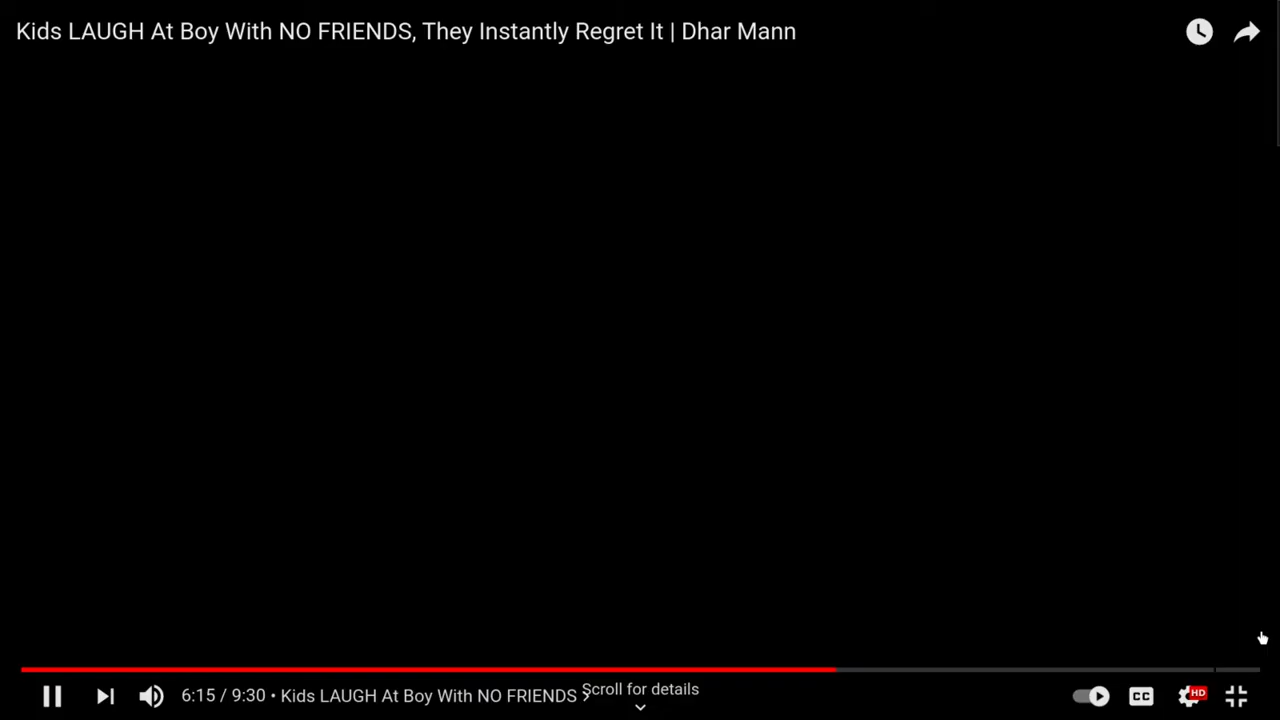 Kids LAUGH At Boy With NO FRIENDS, They Instantly Regret It | Dhar Mann
Scroll for details
6:15 / 9:30 • Kids LAUGH At Boy With NO FRIENDS
CC
HD